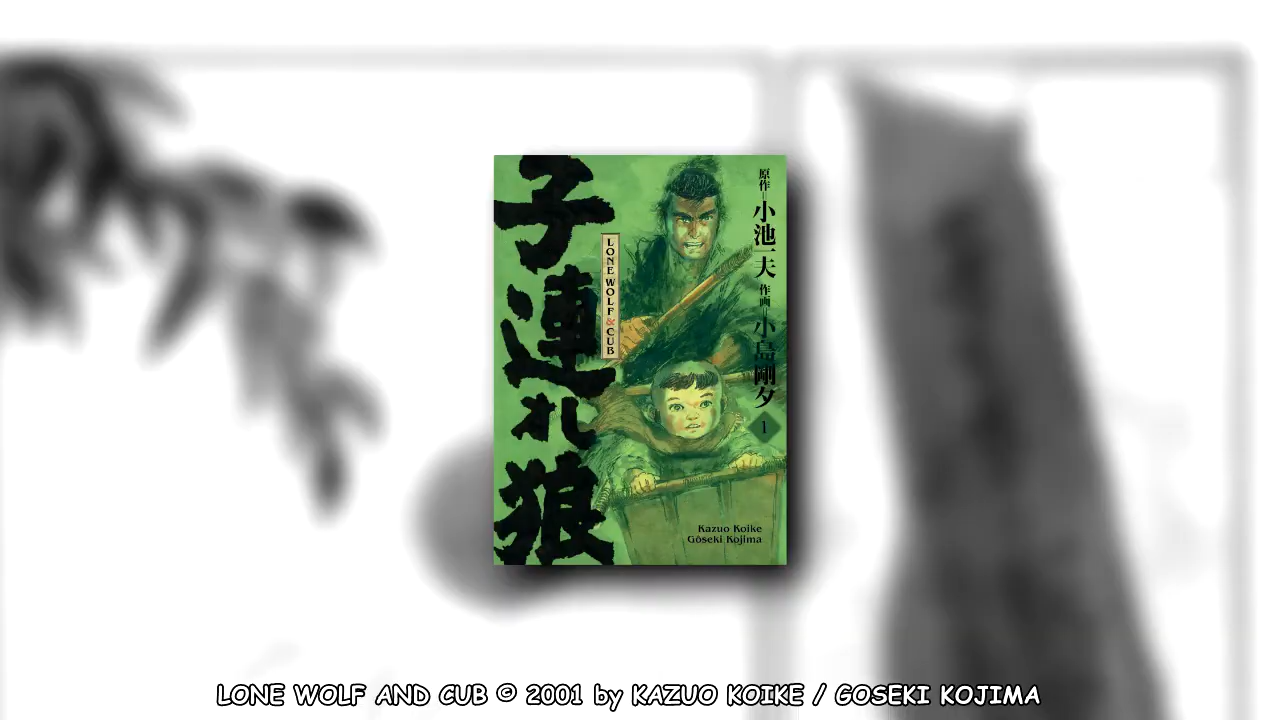 子連れ狼
LONE WOLF & CUB
原作=小池一夫 作画=小島剛夕
1
Kazuo Koike
Gôseki Kojima
LONE WOLF AND CUB © 2001 by KAZUO KOIKE / GOSEKI KOJIMA